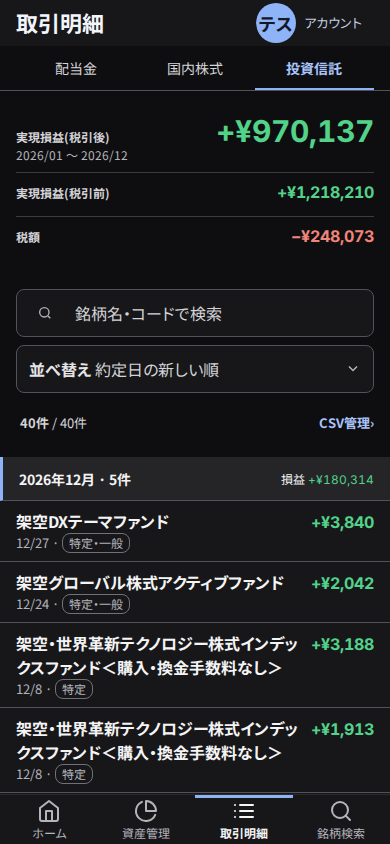 取引明細
テス アカウント
配当金 国内株式 投資信託
実現損益(税引後) +¥970,137
2026/01 〜 2026/12
実現損益(税引前) +¥1,218,210
税額 −¥248,073
銘柄名・コードで検索
並べ替え 約定日の新しい順
40件 / 40件 CSV管理›
2026年12月・5件 損益 +¥180,314
架空DXテーマファンド +¥3,840
12/27・特定・一般
架空グローバル株式アクティブファンド +¥2,042
12/24・特定・一般
架空・世界革新テクノロジー株式インデッ +¥3,188
クスファンド＜購入・換金手数料なし＞
12/8・特定
架空・世界革新テクノロジー株式インデッ +¥1,913
クスファンド＜購入・換金手数料なし＞
12/8・特定
ホーム 資産管理 取引明細 銘柄検索